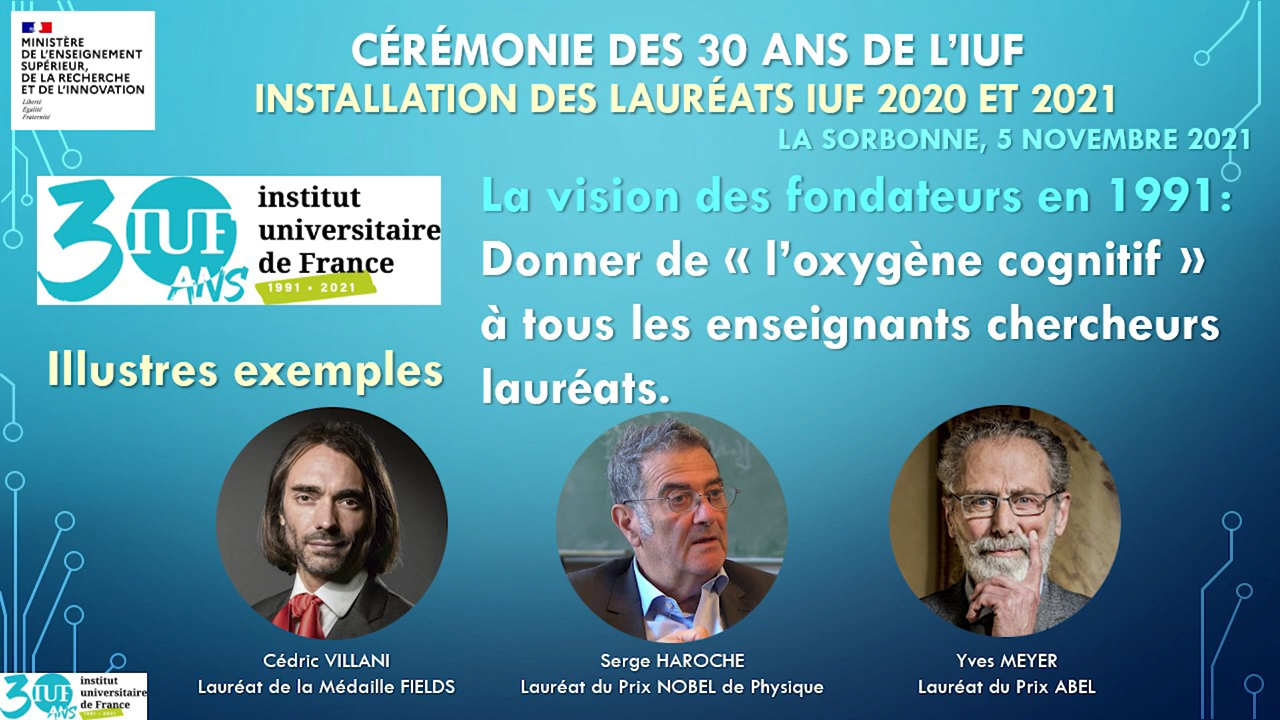 MINISTÈRE
DE L'ENSEIGNEMENT
SUPÉRIEUR,
DE LA RECHERCHE
ET DE L'INNOVATION
Liberté
Égalité
Fraternité
CÉRÉMONIE DES 30 ANS DE L'IUF
INSTALLATION DES LAURÉATS IUF 2020 ET 2021
LA SORBONNE, 5 NOVEMBRE 2021
30 IUF ANS
institut
universitaire
de France
1991 • 2021
La vision des fondateurs en 1991:
Donner de « l'oxygène cognitif »
à tous les enseignants chercheurs
lauréats.
Illustres exemples
Cédric VILLANI
Lauréat de la Médaille FIELDS
Serge HAROCHE
Lauréat du Prix NOBEL de Physique
Yves MEYER
Lauréat du Prix ABEL
30 IUF ANS
institut
universitaire
de France
1991 • 2021